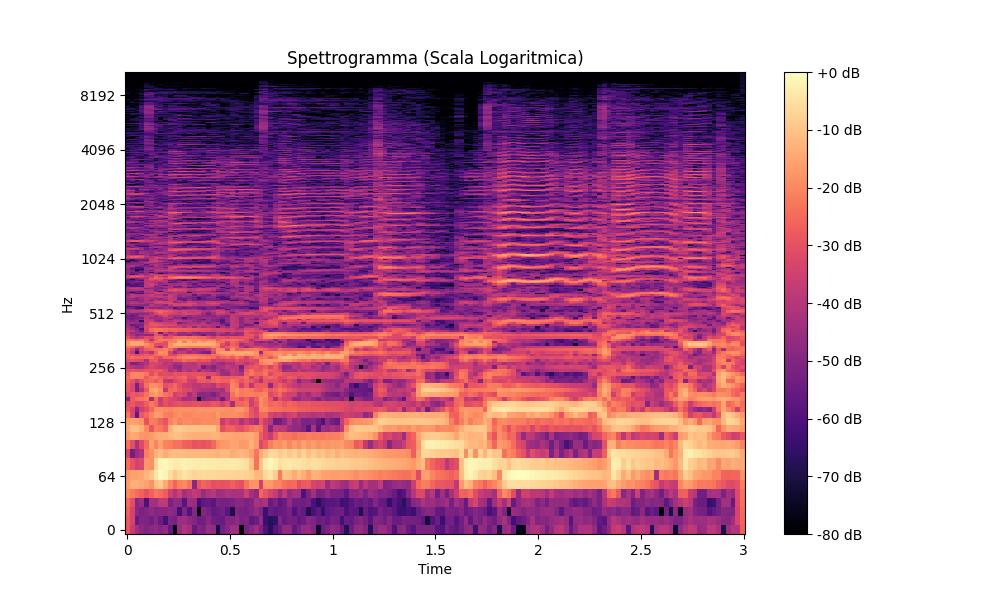 Spettrogramma (Scala Logaritmica)
Hz
8192
4096
2048
1024
512
256
128
64
0
0
0.5
1
1.5
2
2.5
3
Time
+0 dB
-10 dB
-20 dB
-30 dB
-40 dB
-50 dB
-60 dB
-70 dB
-80 dB